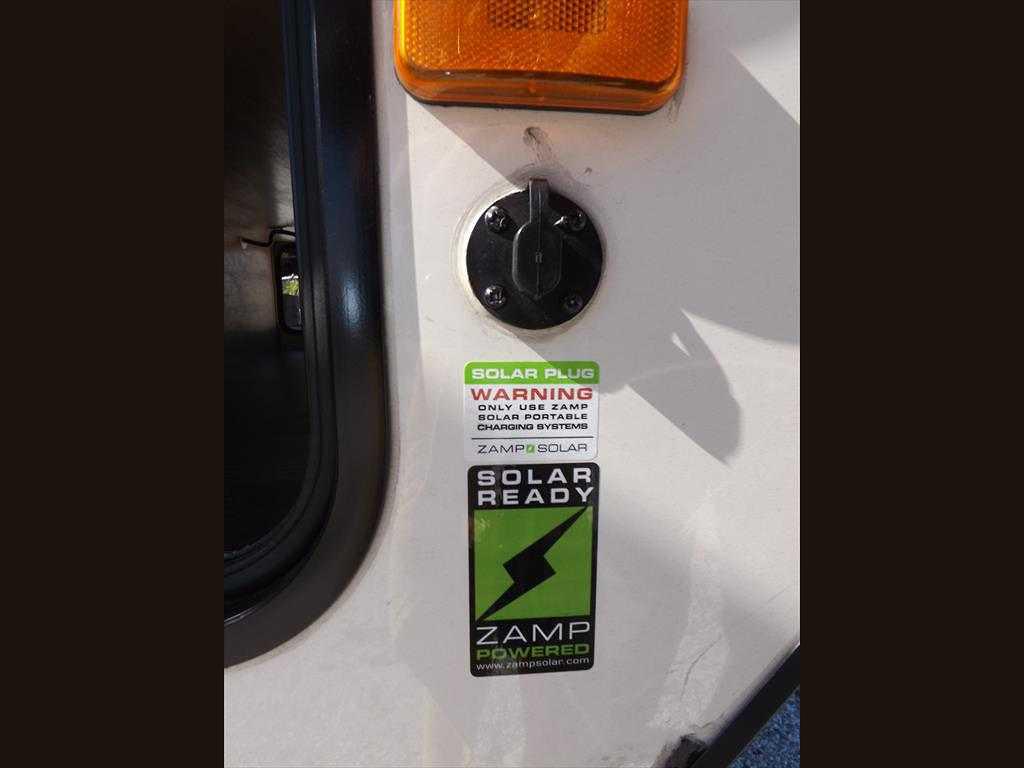 SOLAR PLUG
WARNING
ONLY USE ZAMP
SOLAR PORTABLE
CHARGING SYSTEMS
ZAMP SOLAR
SOLAR
READY
ZAMP
POWERED
www.zampsolar.com